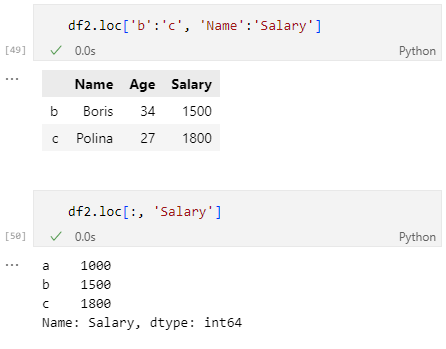 df2.loc['b':'c', 'Name':'Salary']
[49] ✓ 0.0s Python
... Name Age Salary
b Boris 34 1500
c Polina 27 1800
df2.loc[:, 'Salary']
[50] ✓ 0.0s Python
... a 1000
b 1500
c 1800
Name: Salary, dtype: int64